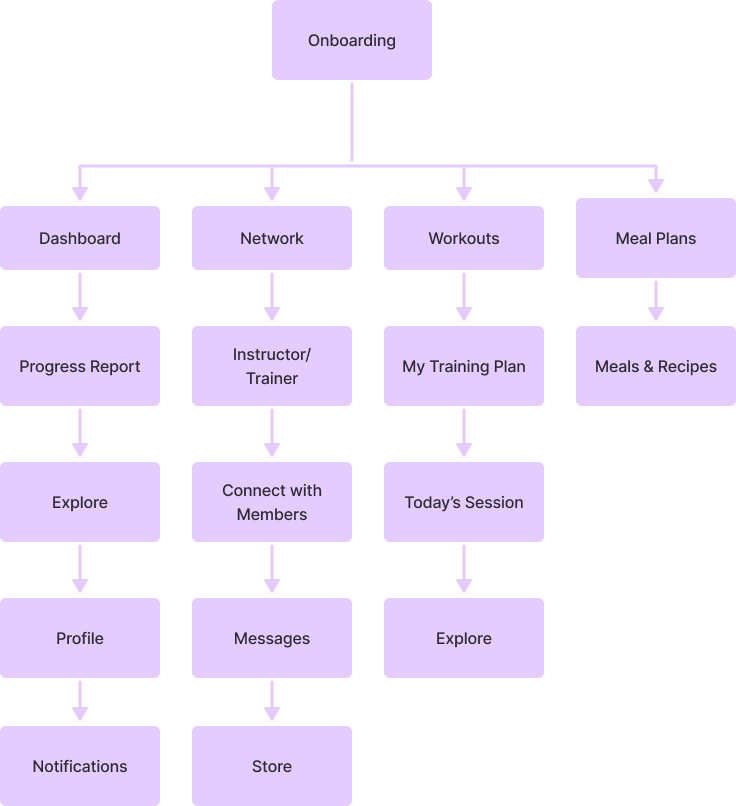 Onboarding
Dashboard
Network
Workouts
Meal Plans
Progress Report
Instructor/
Trainer
My Training Plan
Meals & Recipes
Explore
Connect with
Members
Today’s Session
Profile
Messages
Explore
Notifications
Store